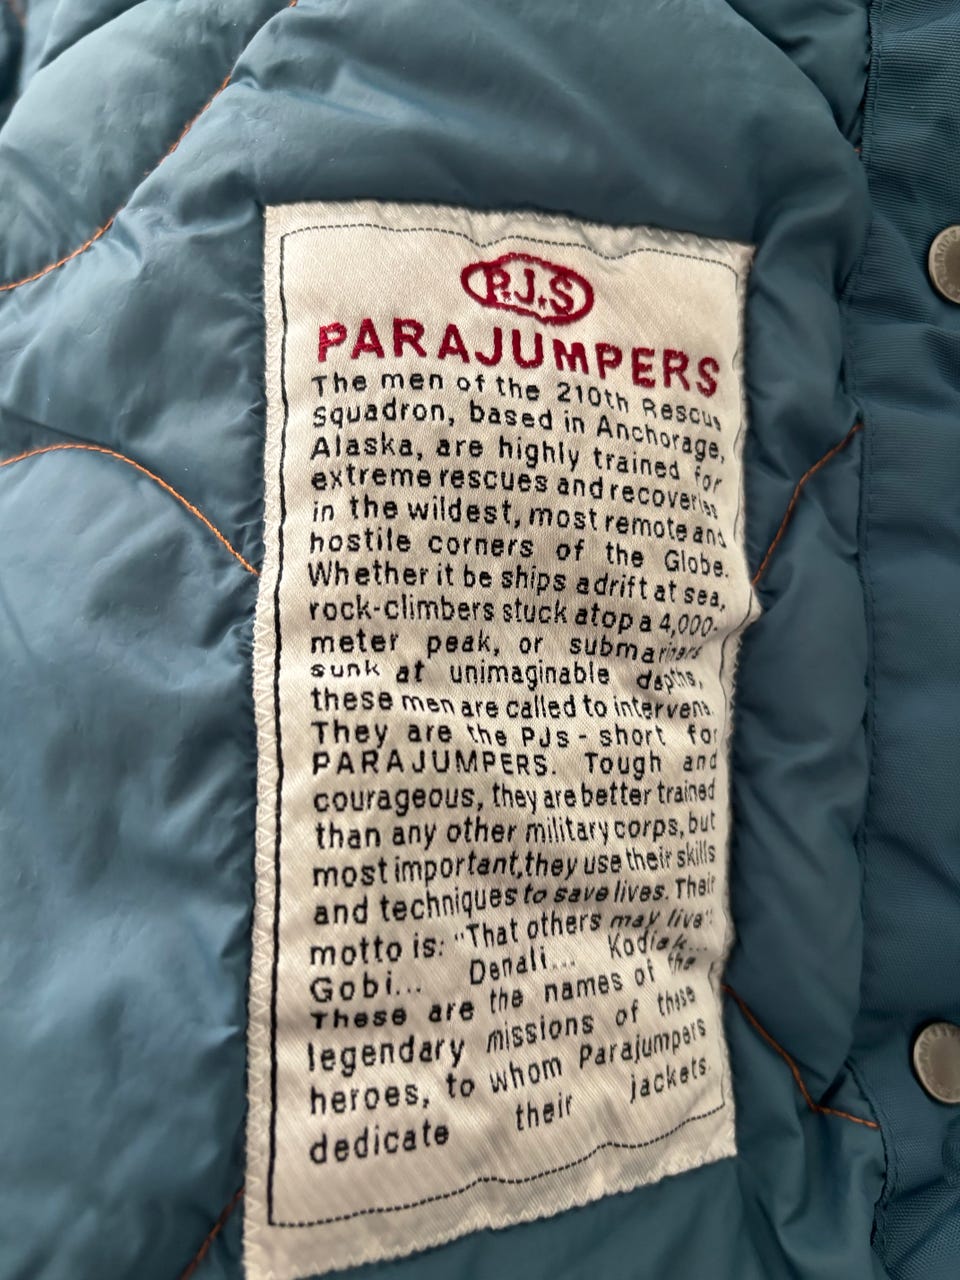 P.J.S
PARAJUMPERS
The men of the 210th Rescue
Squadron, based in Anchorage,
Alaska, are highly trained for
extreme rescues and recoveries
in the wildest, most remote and
hostile corners of the Globe.
Whether it be ships adrift at sea,
rock-climbers stuck atop a 4,000-
meter peak, or submariners
sunk at unimaginable depths,
these men are called to intervene.
They are the PJs - short for
PARAJUMPERS. Tough and
courageous, they are better trained
than any other military corps, but
most important, they use their skills
and techniques to save lives. Their
motto is: "That others may live".
Gobi... Denali... Kodiak...
These are the names of the
legendary missions of these
heroes, to whom Parajumpers
dedicate their jackets.